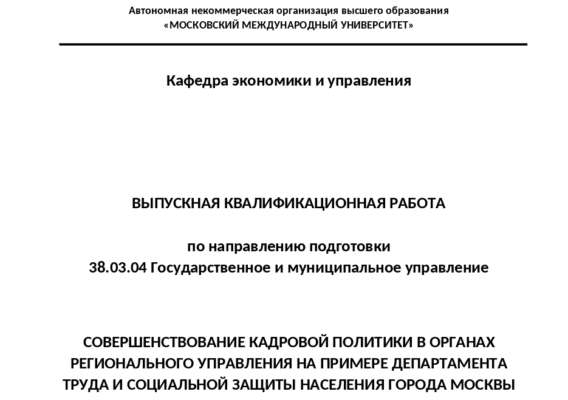 Автономная некоммерческая организация высшего образования
«МОСКОВСКИЙ МЕЖДУНАРОДНЫЙ УНИВЕРСИТЕТ»
Кафедра экономики и управления
ВЫПУСКНАЯ КВАЛИФИКАЦИОННАЯ РАБОТА
по направлению подготовки
38.03.04 Государственное и муниципальное управление
СОВЕРШЕНСТВОВАНИЕ КАДРОВОЙ ПОЛИТИКИ В ОРГАНАХ
РЕГИОНАЛЬНОГО УПРАВЛЕНИЯ НА ПРИМЕРЕ ДЕПАРТАМЕНТА
ТРУДА И СОЦИАЛЬНОЙ ЗАЩИТЫ НАСЕЛЕНИЯ ГОРОДА МОСКВЫ